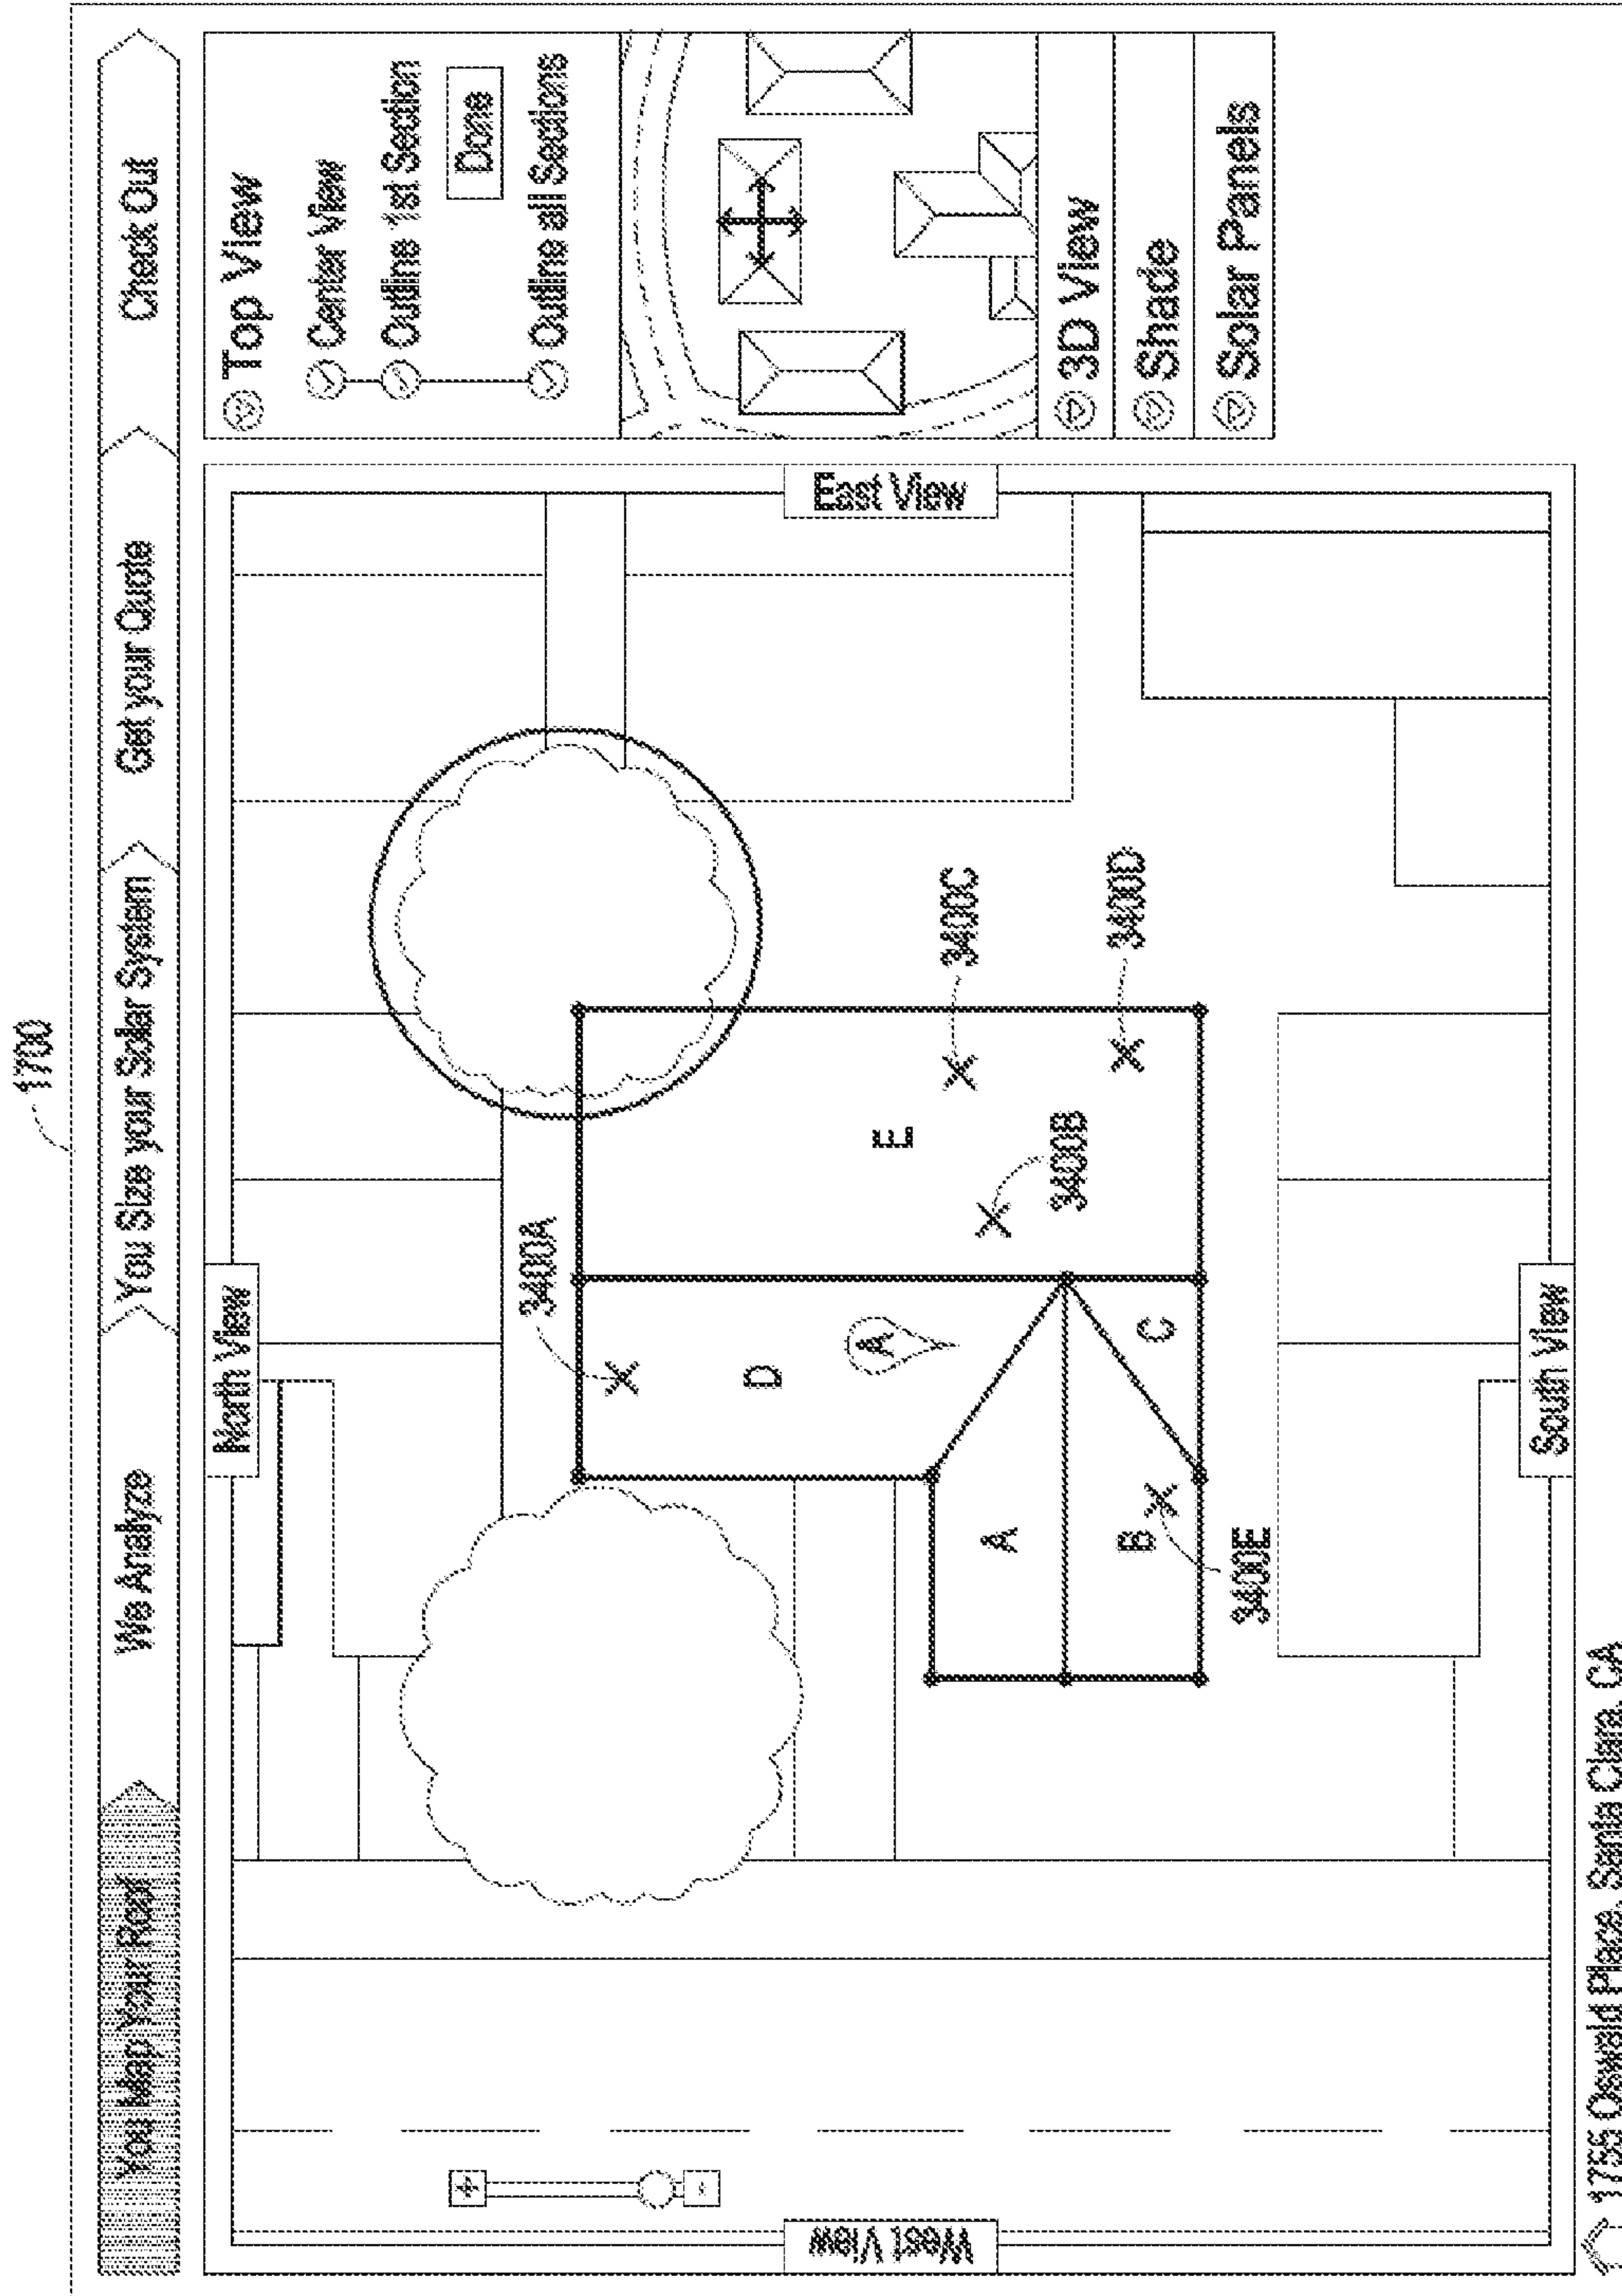 1700
You Map Your Roof
We Analyze
You Size your Solar System
Get your Quote
Check Out
North View
West View
East View
South View
3400A
3400B
3400C
3400D
3400E
D
E
A
A
B
C
+
-
Top View
Center View
Outline 1st Section
Done
Outline all Sections
3D View
Shade
Solar Panels
1755 Oswald Place, Santa Clara, CA